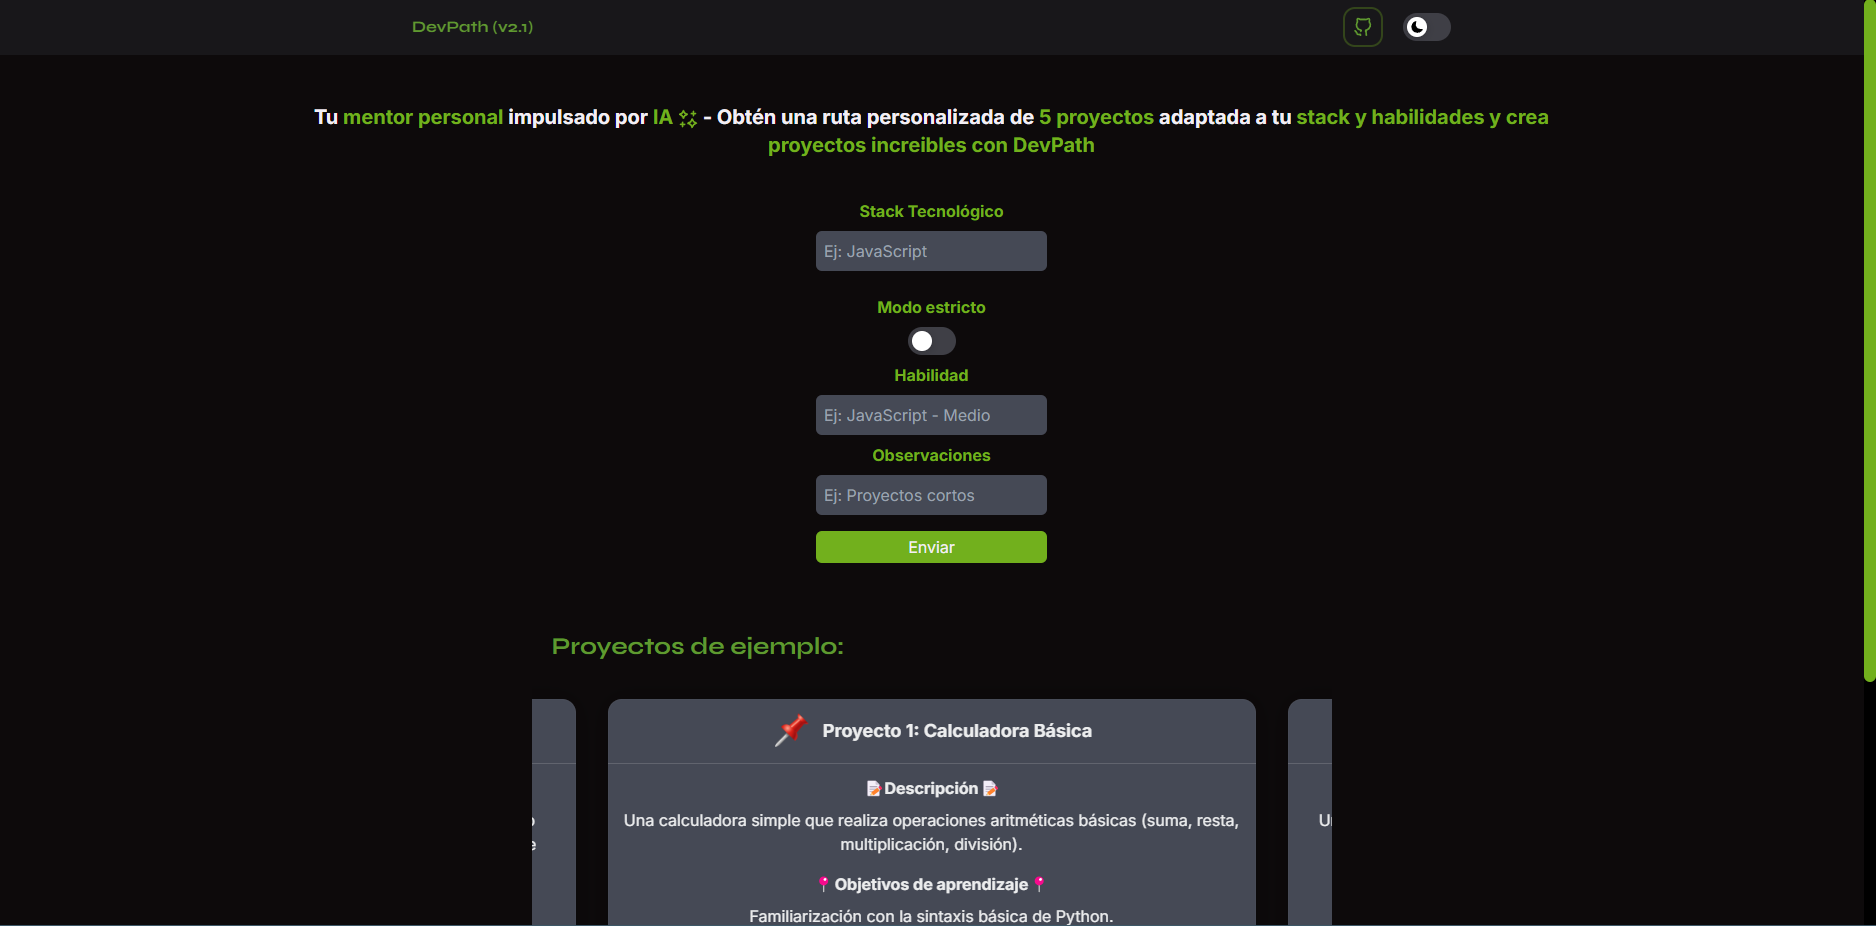 DevPath (v2.1)
Tu mentor personal impulsado por IA - Obtén una ruta personalizada de 5 proyectos adaptada a tu stack y habilidades y crea
proyectos increibles con DevPath
Stack Tecnológico
Ej: JavaScript
Modo estricto
Habilidad
Ej: JavaScript - Medio
Observaciones
Ej: Proyectos cortos
Enviar
Proyectos de ejemplo:
Proyecto 1: Calculadora Básica
Descripción
Una calculadora simple que realiza operaciones aritméticas básicas (suma, resta,
multiplicación, división).
Objetivos de aprendizaje
Familiarización con la sintaxis básica de Python.